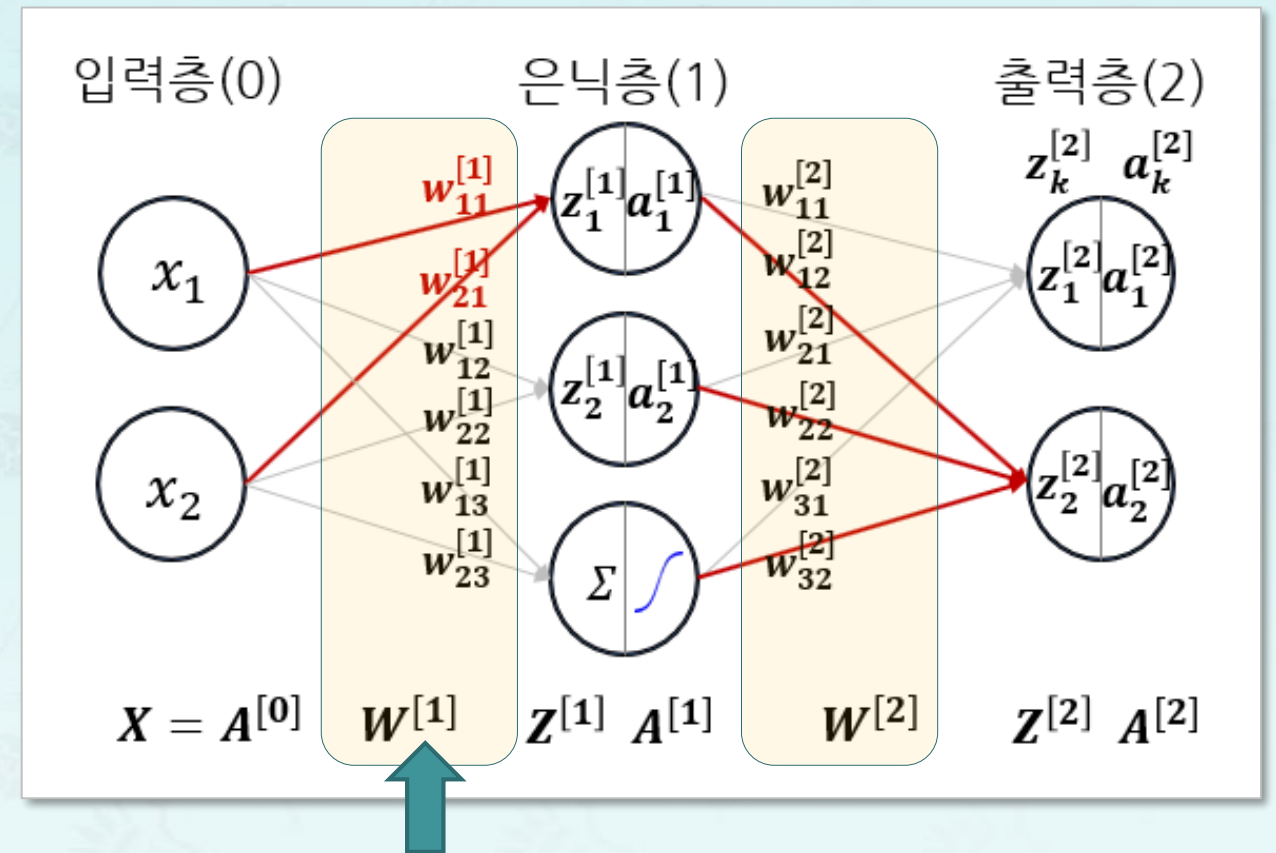 입력층(0) 은닉층(1) 출력층(2)
z_k^[2] a_k^[2]
w_11^[1] z_1^[1] a_1^[1] w_11^[2]
x_1 w_21^[1] w_12^[2] z_1^[2] a_1^[2]
w_12^[1] w_21^[2]
w_22^[1] z_2^[1] a_2^[1] w_22^[2]
x_2 w_13^[1] w_31^[2] z_2^[2] a_2^[2]
w_23^[1] Σ w_32^[2]
X = A^[0] W^[1] Z^[1] A^[1] W^[2] Z^[2] A^[2]